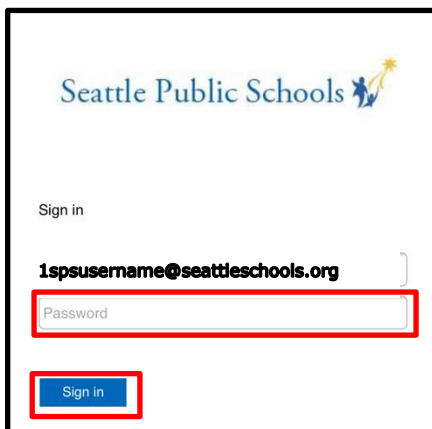 Seattle Public Schools
Sign in
1spsusername@seattleschools.org
Password
Sign in